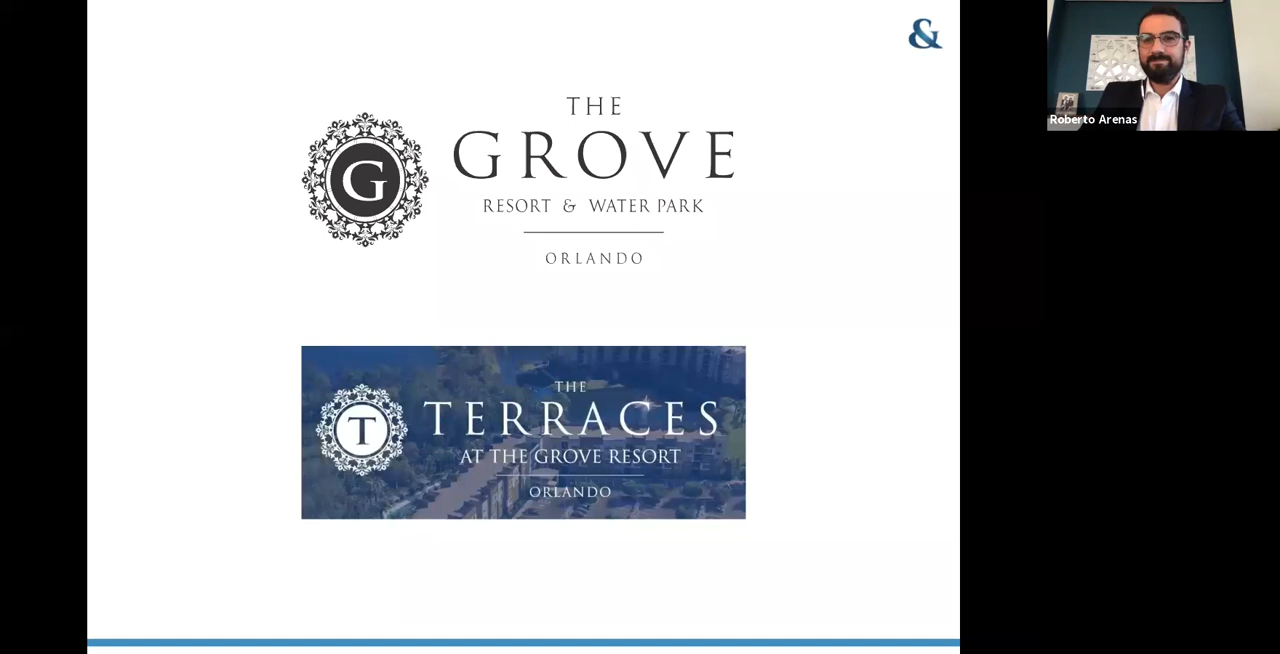 &
Roberto Arenas
G
THE
GROVE
RESORT & WATER PARK
ORLANDO
T
THE
TERRACES
AT THE GROVE RESORT
ORLANDO